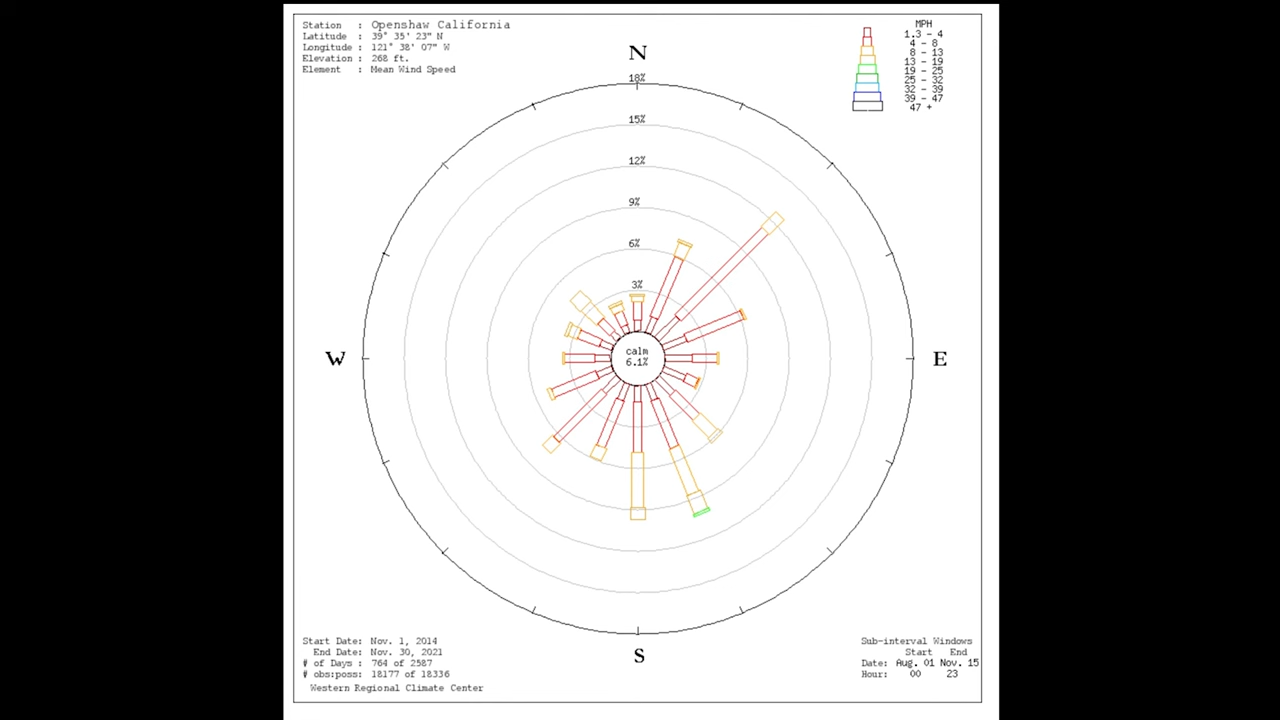 Station : Openshaw California
Latitude : 39° 35' 23" N
Longitude : 121° 38' 07" W
Elevation : 268 ft.
Element : Mean Wind Speed
MPH
1.3 - 4
4 - 8
8 - 13
13 - 19
19 - 25
25 - 32
32 - 39
39 - 47
47 +
N
18%
15%
12%
9%
6%
3%
W
calm
6.1%
E
S
Start Date: Nov. 1, 2014
End Date: Nov. 30, 2021
# of Days : 764 of 2587
# obs:poss: 18177 of 18336
Western Regional Climate Center
Sub-interval Windows
Start End
Date: Aug. 01 Nov. 15
Hour: 00 23